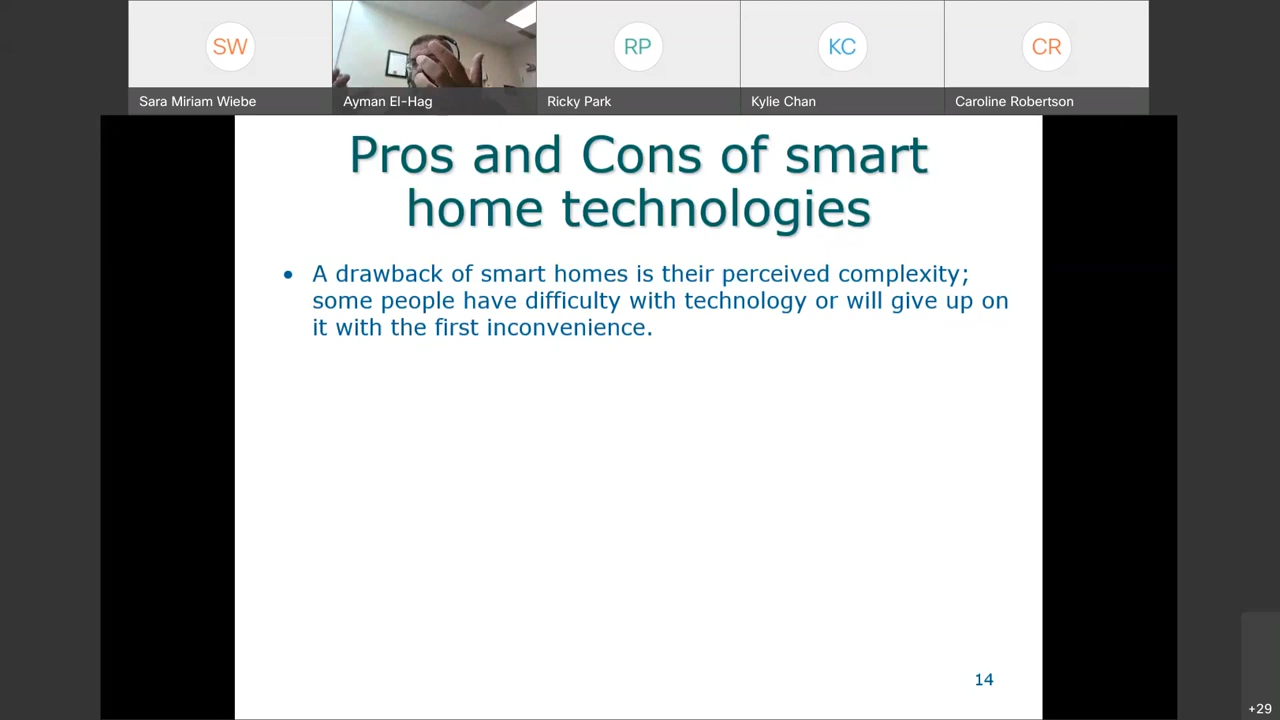 SW
RP
KC
CR
Sara Miriam Wiebe
Ayman El-Hag
Ricky Park
Kylie Chan
Caroline Robertson
Pros and Cons of smart
home technologies
• A drawback of smart homes is their perceived complexity;
some people have difficulty with technology or will give up on
it with the first inconvenience.
14
+29